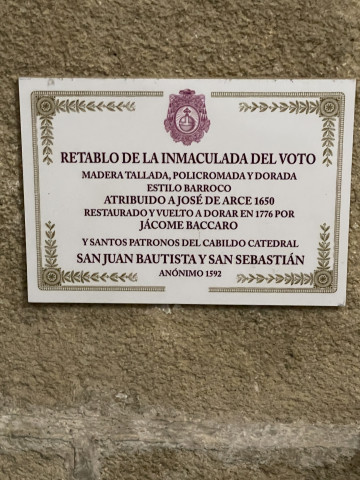 RETABLO DE LA INMACULADA DEL VOTO
MADERA TALLADA, POLICROMADA Y DORADA
ESTILO BARROCO
ATRIBUIDO A JOSÉ DE ARCE 1650
RESTAURADO Y VUELTO A DORAR EN 1776 POR
JÁCOME BACCARO
Y SANTOS PATRONOS DEL CABILDO CATEDRAL
SAN JUAN BAUTISTA Y SAN SEBASTIÁN
ANÓNIMO 1592